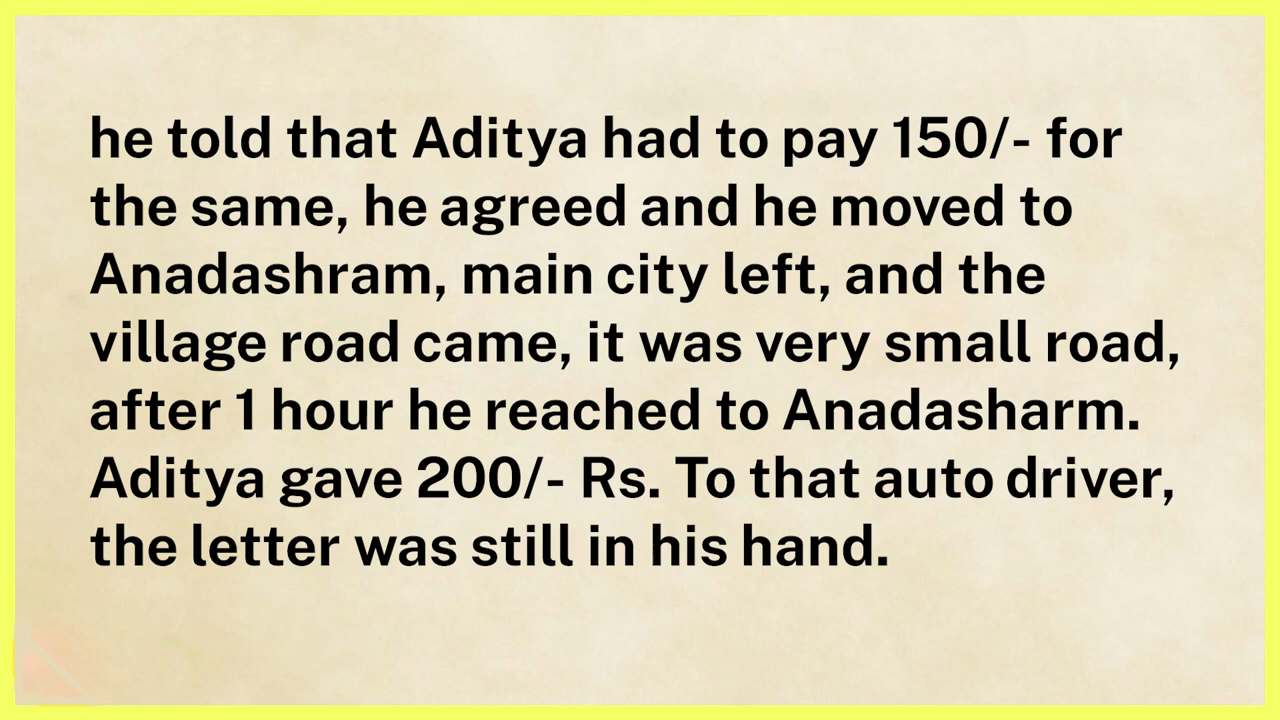 he told that Aditya had to pay 150/- for
the same, he agreed and he moved to
Anadashram, main city left, and the
village road came, it was very small road,
after 1 hour he reached to Anadasharm.
Aditya gave 200/- Rs. To that auto driver,
the letter was still in his hand.